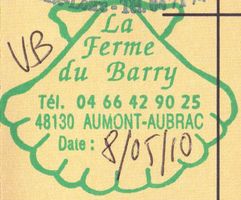 La
Ferme
du Barry
VB
Tél. 04 66 42 90 25
48130 AUMONT-AUBRAC
Date : 8/05/10